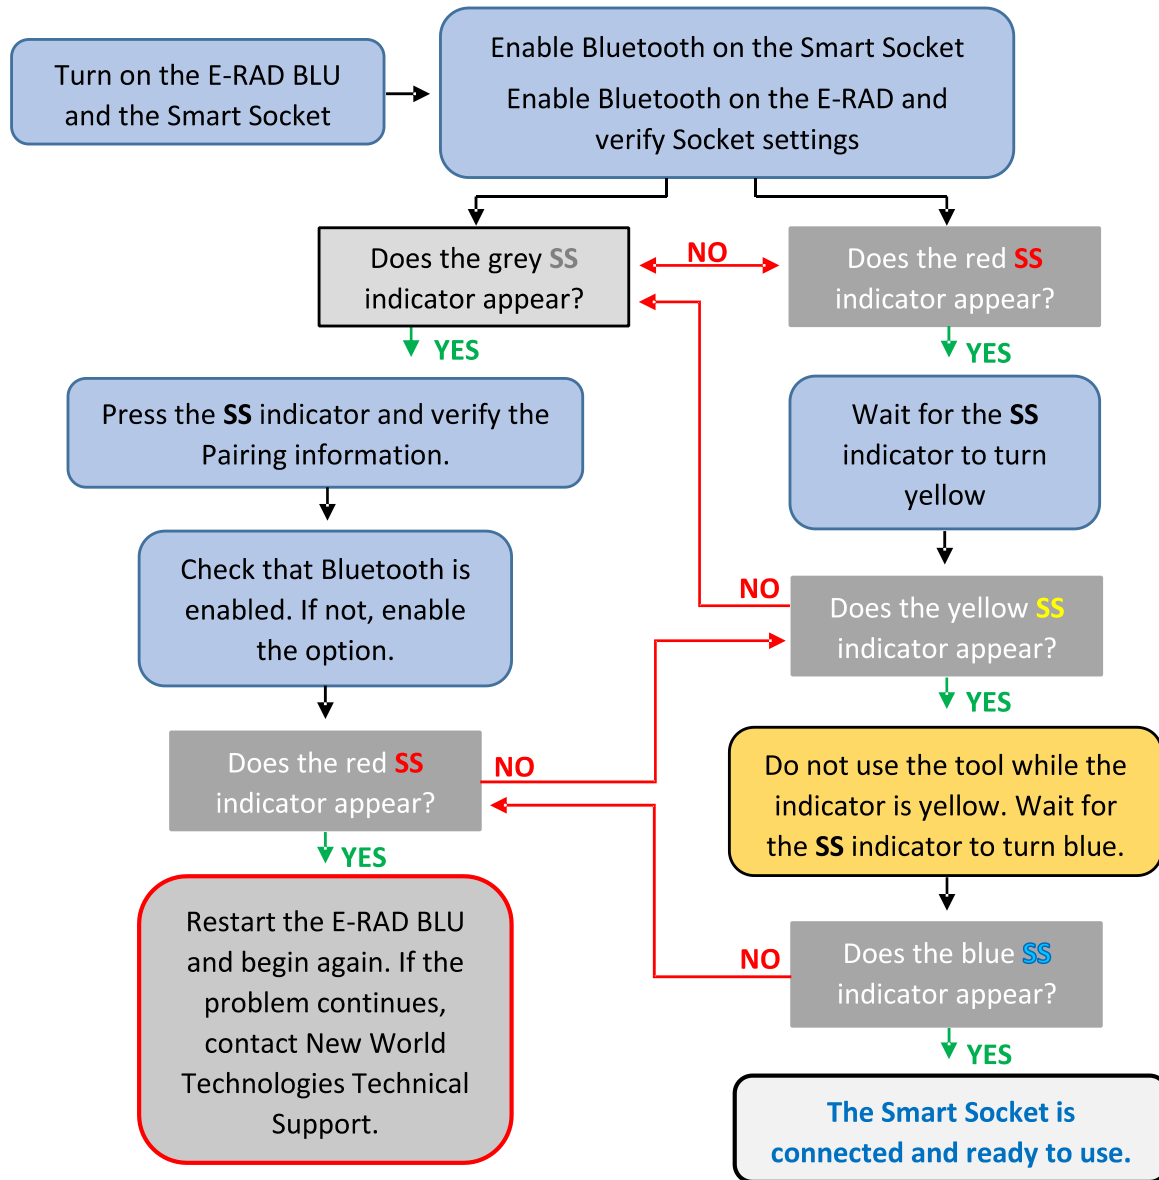 Turn on the E-RAD BLU
and the Smart Socket
Enable Bluetooth on the Smart Socket
Enable Bluetooth on the E-RAD and
verify Socket settings
Does the grey SS
indicator appear?
NO
Does the red SS
indicator appear?
YES
YES
Press the SS indicator and verify the
Pairing information.
Wait for the SS
indicator to turn
yellow
Check that Bluetooth is
enabled. If not, enable
the option.
NO
Does the yellow SS
indicator appear?
YES
Does the red SS
indicator appear?
NO
Do not use the tool while the
indicator is yellow. Wait for
the SS indicator to turn blue.
YES
Restart the E-RAD BLU
and begin again. If the
problem continues,
contact New World
Technologies Technical
Support.
NO
Does the blue SS
indicator appear?
YES
The Smart Socket is
connected and ready to use.